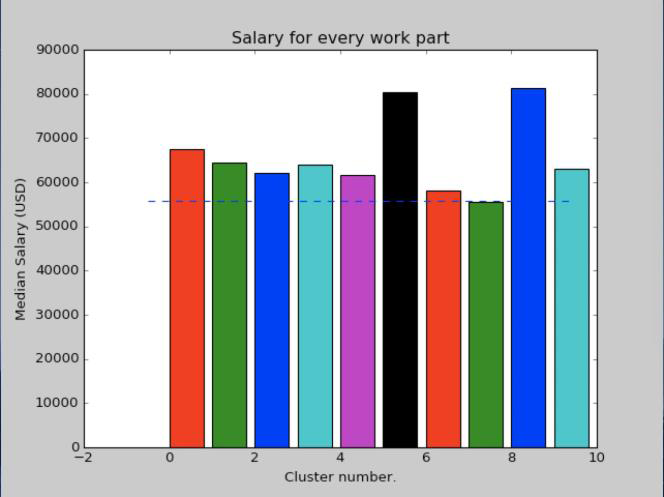 Salary for every work part
90000
80000
70000
60000
50000
40000
30000
20000
10000
0
Median Salary (USD)
−2 0 2 4 6 8 10
Cluster number.